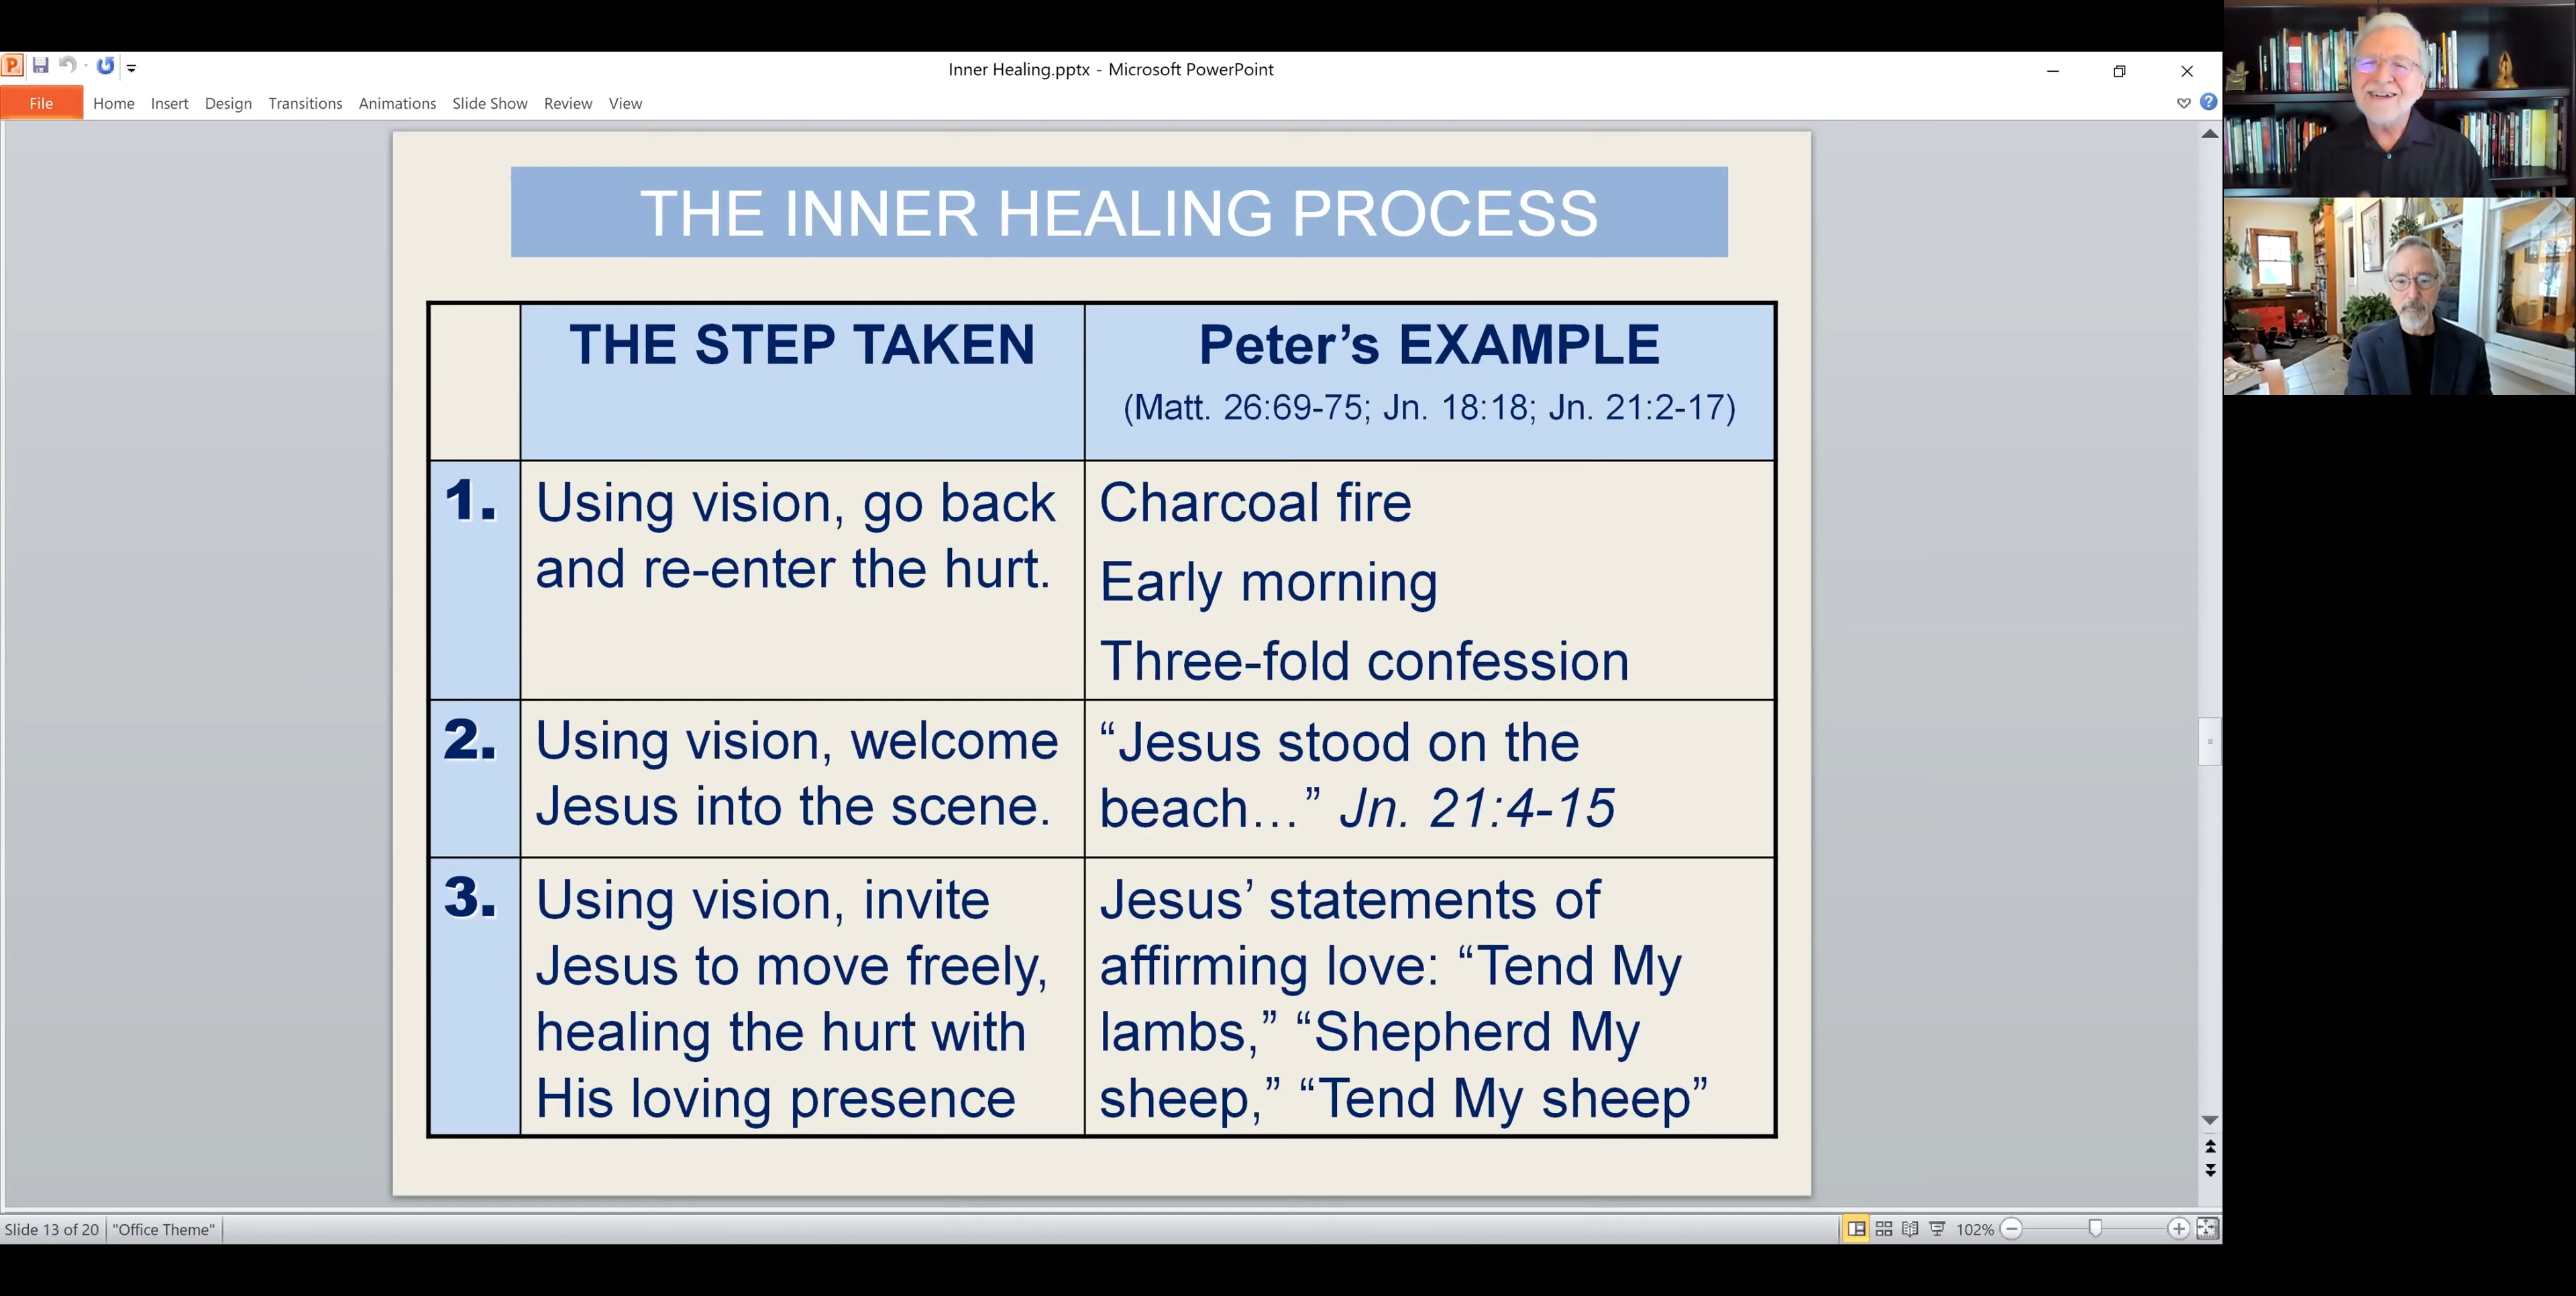 Inner Healing.pptx - Microsoft PowerPoint
File Home Insert Design Transitions Animations Slide Show Review View
THE INNER HEALING PROCESS
THE STEP TAKEN
Peter’s EXAMPLE
(Matt. 26:69-75; Jn. 18:18; Jn. 21:2-17)
1.
Using vision, go back
and re-enter the hurt.
Charcoal fire
Early morning
Three-fold confession
2.
Using vision, welcome
Jesus into the scene.
“Jesus stood on the
beach…” Jn. 21:4-15
3.
Using vision, invite
Jesus to move freely,
healing the hurt with
His loving presence
Jesus’ statements of
affirming love: “Tend My
lambs,” “Shepherd My
sheep,” “Tend My sheep”
Slide 13 of 20 "Office Theme" 102%